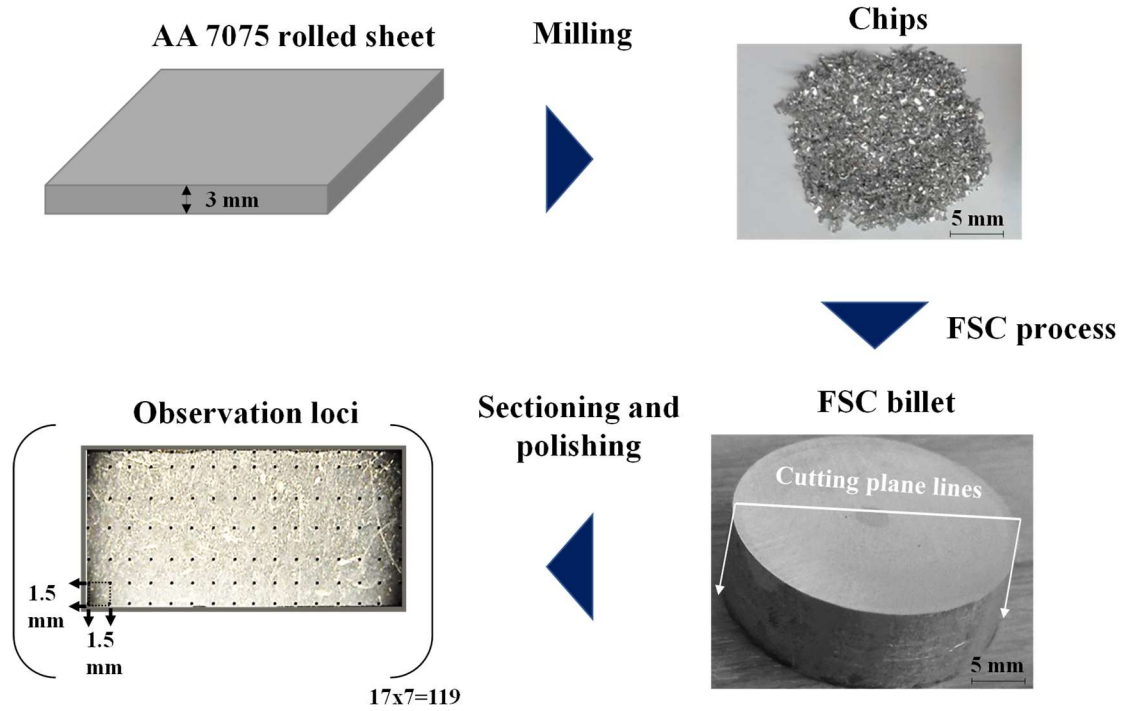 AA 7075 rolled sheet
Milling
Chips
3 mm
5 mm
FSC process
FSC billet
Cutting plane lines
5 mm
Sectioning and
polishing
Observation loci
1.5
mm
1.5
mm
17x7=119